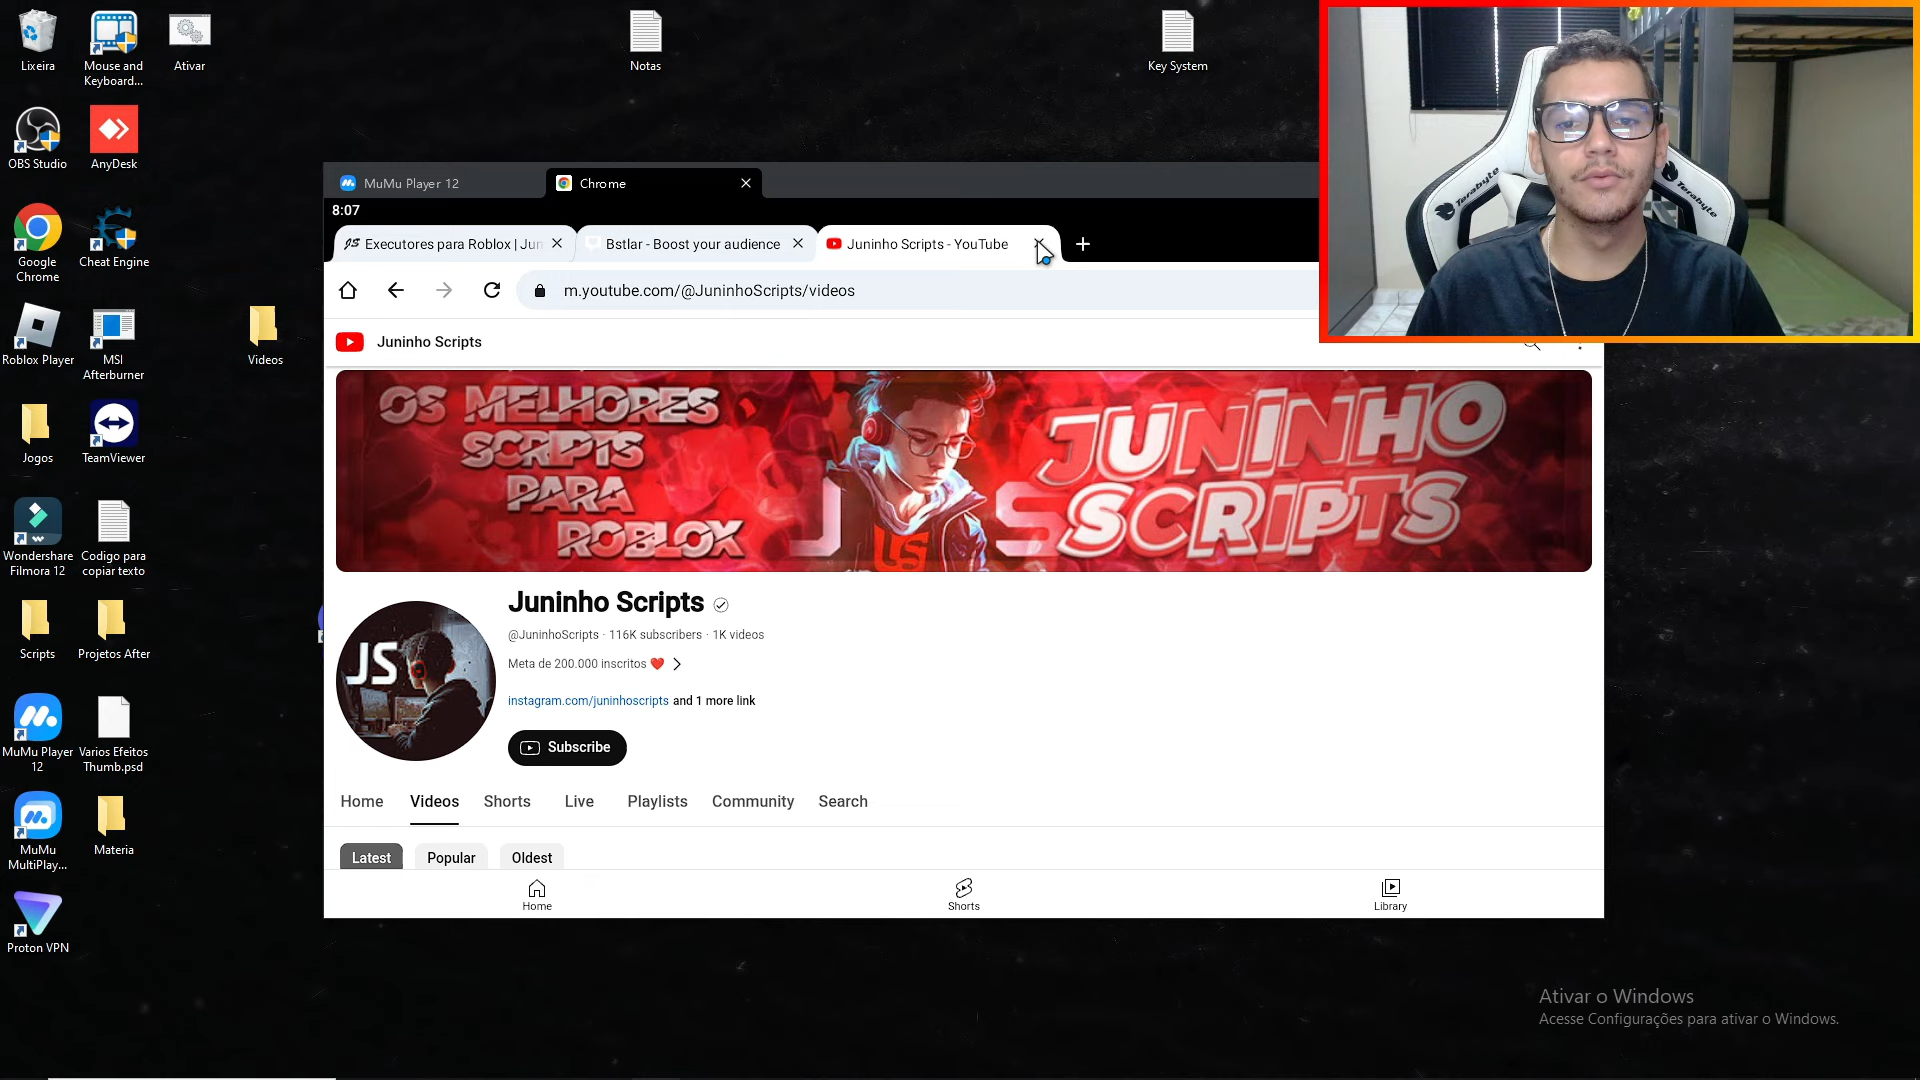 Lixeira
Mouse and
Keyboard...
Ativar
Notas
Key System
OBS Studio
AnyDesk
Google
Chrome
Cheat Engine
Roblox Player
MSI
Afterburner
Videos
Jogos
TeamViewer
Wondershare
Filmora 12
Codigo para
copiar texto
Scripts
Projetos After
MuMu Player
12
Varios Efeitos
Thumb.psd
MuMu
MultiPlay...
Materia
Proton VPN
MuMu Player 12
Chrome
8:07
Executores para Roblox | Jun
Bstlar - Boost your audience
Juninho Scripts - YouTube
m.youtube.com/@JuninhoScripts/videos
Juninho Scripts
OS MELHORES
SCRIPTS
PARA
ROBLOX
JUNINHO
SCRIPTS
JS
Juninho Scripts
@JuninhoScripts · 116K subscribers · 1K videos
Meta de 200.000 inscritos ❤️
instagram.com/juninhoscripts and 1 more link
Subscribe
Home Videos Shorts Live Playlists Community Search
Latest Popular Oldest
Home Shorts Library
Terabyte
Terabyte
Ativar o Windows
Acesse Configurações para ativar o Windows.